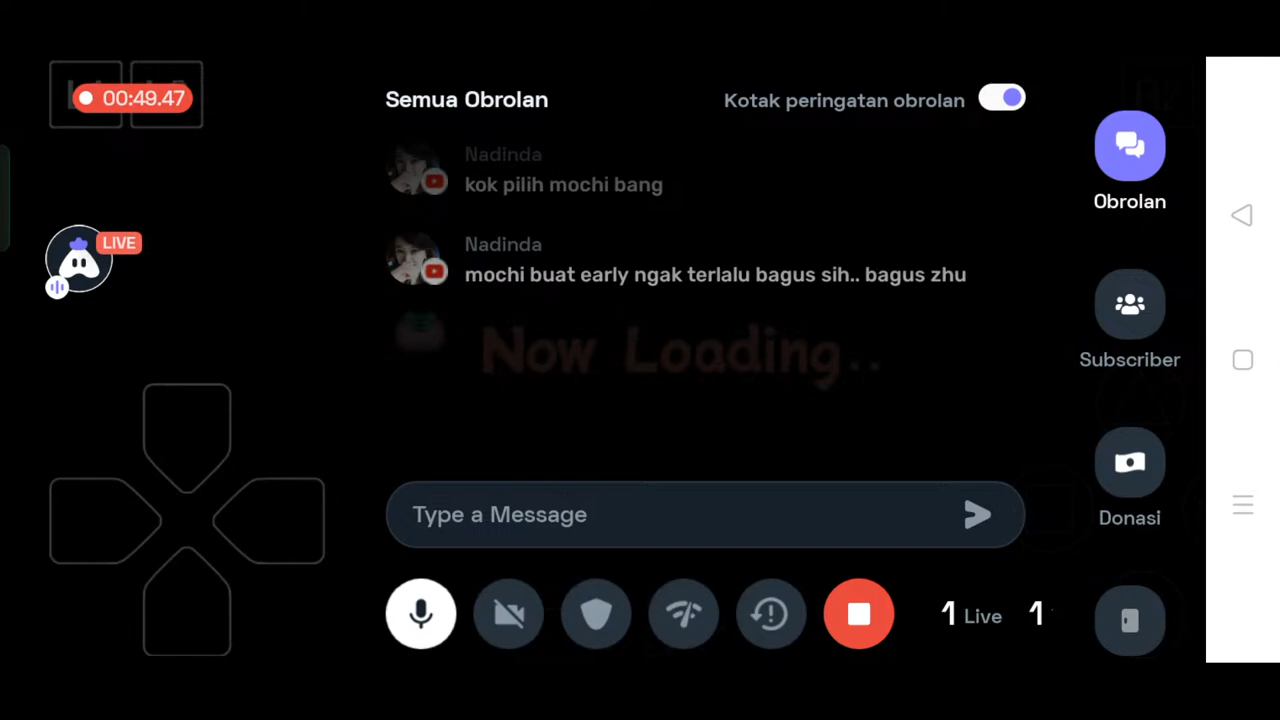 00:49.47
Semua Obrolan
Kotak peringatan obrolan
Nadinda
kok pilih mochi bang
Obrolan
LIVE
Nadinda
mochi buat early ngak terlalu bagus sih.. bagus zhu
Now Loading..
Subscriber
Type a Message
Donasi
1 Live 1